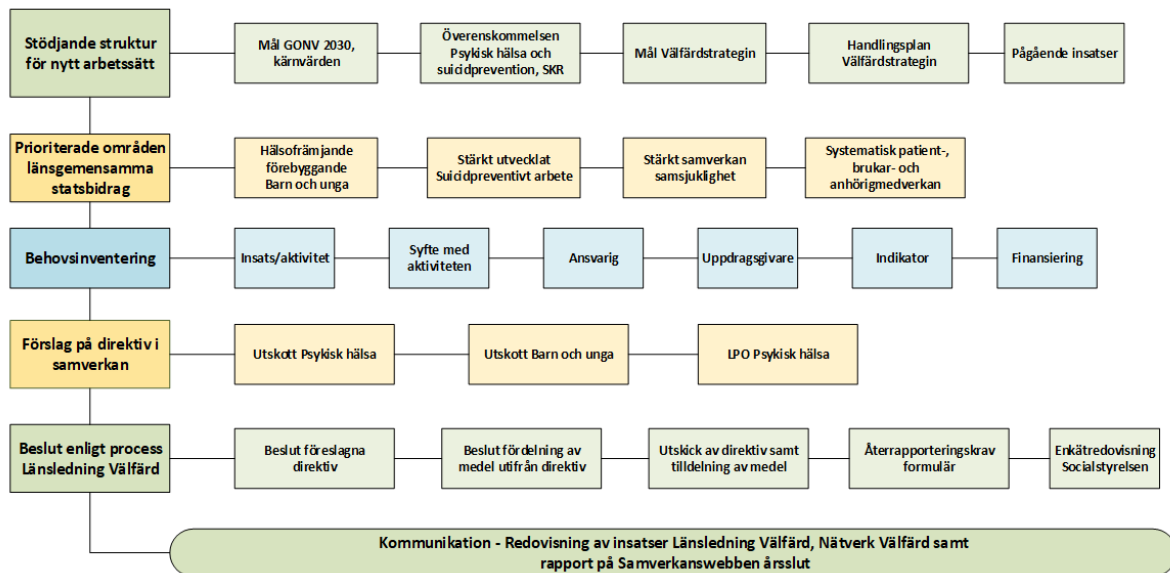 Stödjande struktur
för nytt arbetssätt
Mål GONV 2030,
kärnvärden
Överenskommelsen
Psykisk hälsa och
suicidprevention, SKR
Mål Välfärdstrategin
Handlingsplan
Välfärdstrategin
Pågående insatser
Prioriterade områden
länsgemensamma
statsbidrag
Hälsofrämjande
förebyggande
Barn och unga
Stärkt utvecklat
Suicidpreventivt arbete
Stärkt samverkan
samsjuklighet
Systematisk patient-,
brukar- och
anhörigmedverkan
Behovsinventering
Insats/aktivitet
Syfte med
aktiviteten
Ansvarig
Uppdragsgivare
Indikator
Finansiering
Förslag på direktiv i
samverkan
Utskott Psykisk hälsa
Utskott Barn och unga
LPO Psykisk hälsa
Beslut enligt process
Länsledning Välfärd
Beslut föreslagna
direktiv
Beslut fördelning av
medel utifrån direktiv
Utskick av direktiv samt
tilldelning av medel
Återrapporteringskrav
formulär
Enkätredovisning
Socialstyrelsen
Kommunikation - Redovisning av insatser Länsledning Välfärd, Nätverk Välfärd samt
rapport på Samverkanswebben årsslut